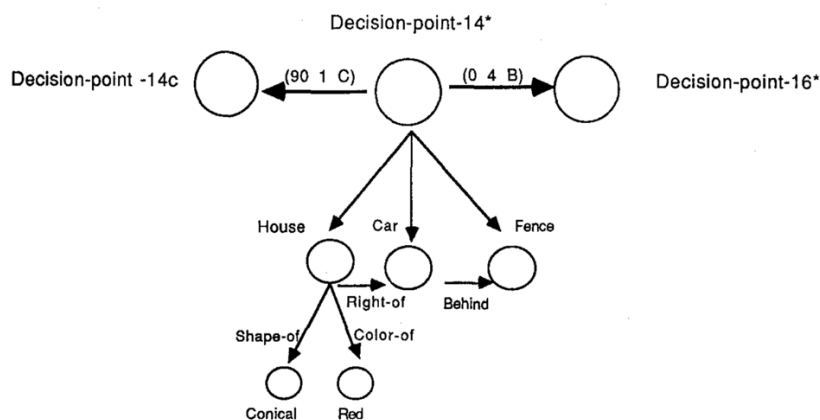 Decision-point-14*
Decision-point -14c
(90 1 C)
(0 4 B)
Decision-point-16*
House
Car
Fence
Right-of
Behind
Shape-of
Color-of
Conical
Red